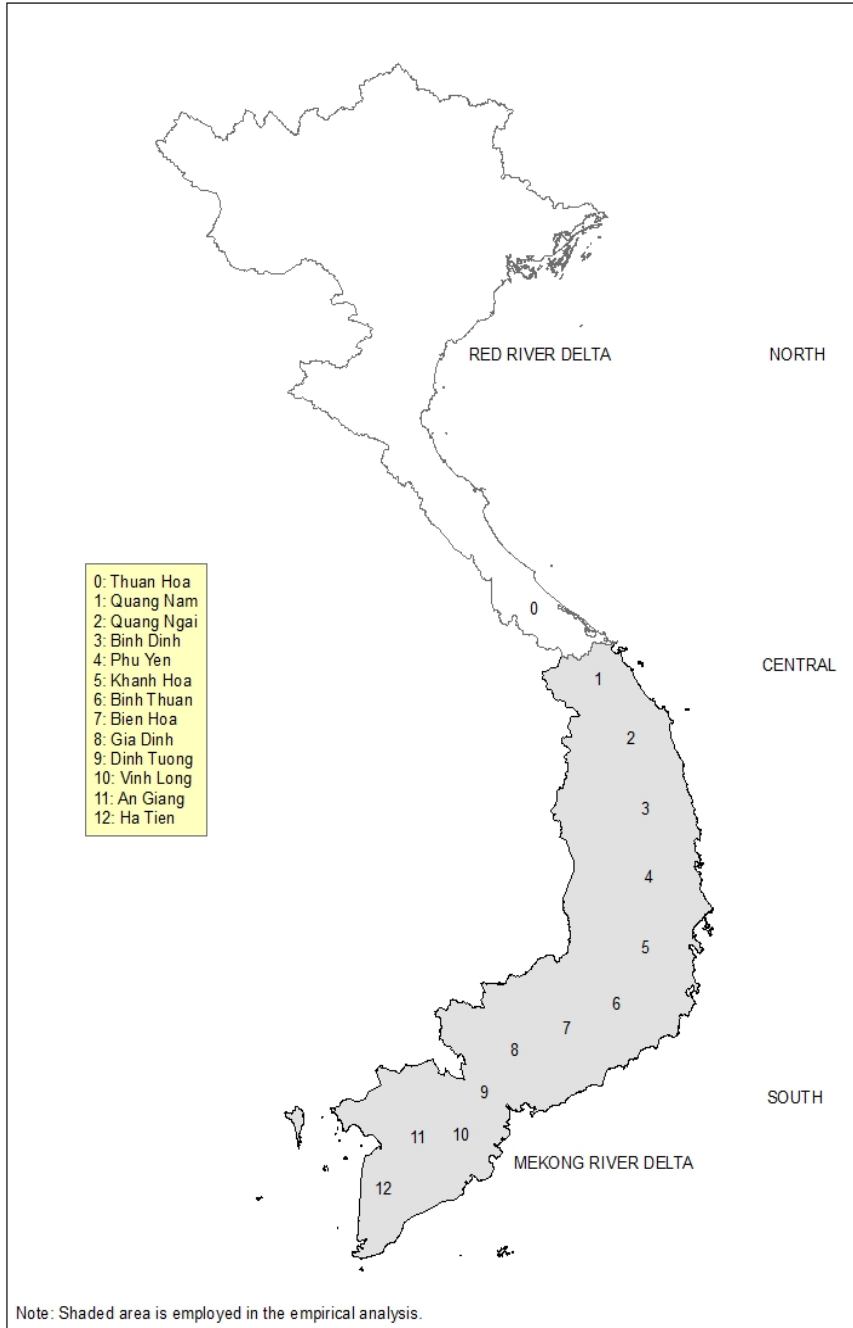 RED RIVER DELTA
NORTH
0: Thuan Hoa
1: Quang Nam
2: Quang Ngai
3: Binh Dinh
4: Phu Yen
5: Khanh Hoa
6: Binh Thuan
7: Bien Hoa
8: Gia Dinh
9: Dinh Tuong
10: Vinh Long
11: An Giang
12: Ha Tien
0
CENTRAL
1
2
3
4
5
6
7
8
9
SOUTH
10
11
MEKONG RIVER DELTA
12
Note: Shaded area is employed in the empirical analysis.